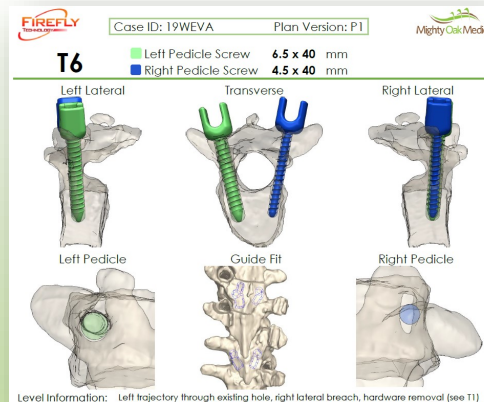 FIREFLY
TECHNOLOGY
Case ID: 19WEVA Plan Version: P1
Mighty Oak Medic
T6
Left Pedicle Screw 6.5 x 40 mm
Right Pedicle Screw 4.5 x 40 mm
Left Lateral Transverse Right Lateral
Left Pedicle Guide Fit Right Pedicle
Level Information: Left trajectory through existing hole, right lateral breach, hardware removal (see T1)